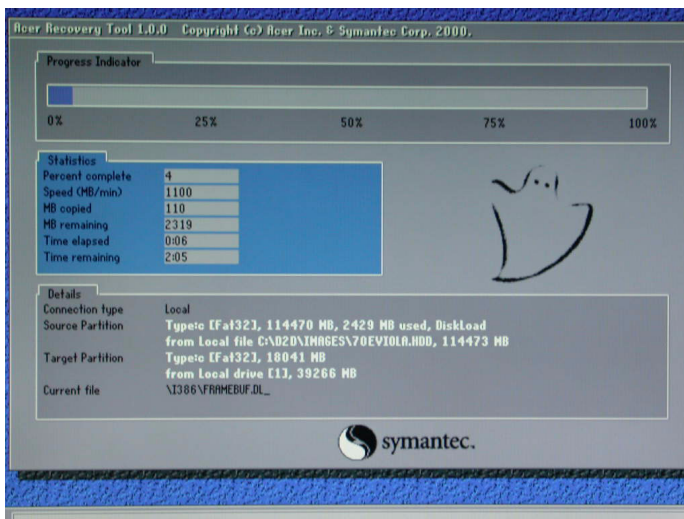 Acer Recovery Tool 1.0.0 Copyright (c) Acer Inc. & Symantec Corp. 2000.
Progress Indicator
0% 25% 50% 75% 100%
Statistics
Percent complete 4
Speed (MB/min) 1100
MB copied 110
MB remaining 2319
Time elapsed 0:06
Time remaining 2:05
Details
Connection type Local
Source Partition Type:c [Fat32], 114470 MB, 2429 MB used, DiskLoad
from Local file C:\D2D\IMAGES\70EVIOLA.HDD, 114473 MB
Target Partition Type:c [Fat32], 18041 MB
from Local drive [1], 39266 MB
Current file \I386\FRAMEBUF.DL_
symantec.